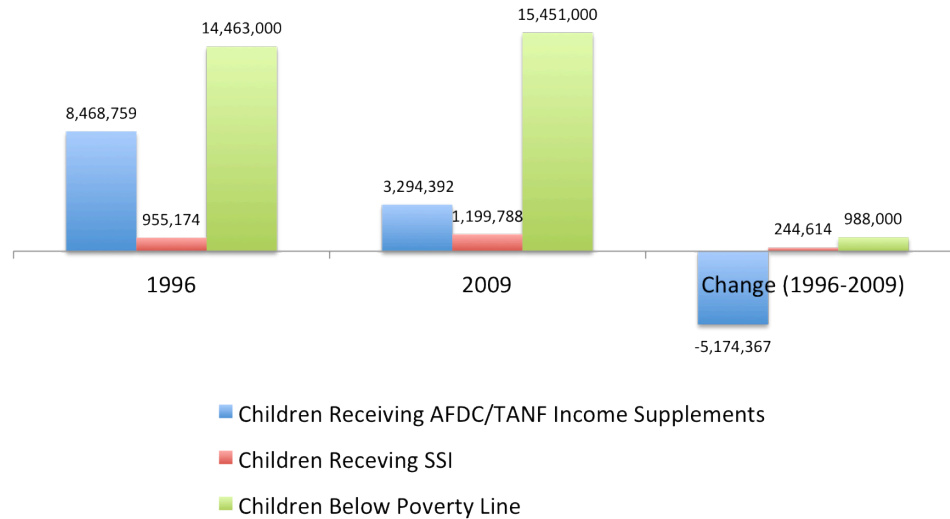 15,451,000
14,463,000
8,468,759
3,294,392
955,174
1,199,788
244,614
988,000
1996
2009
Change (1996-2009)
-5,174,367
Children Receiving AFDC/TANF Income Supplements
Children Receving SSI
Children Below Poverty Line